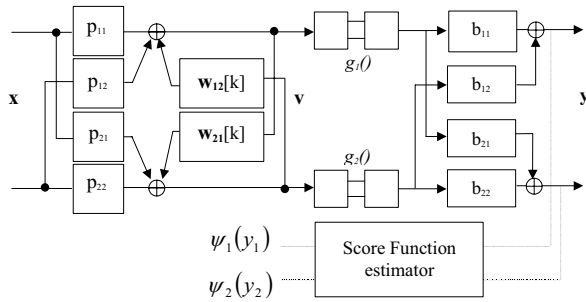 p11
b11
g1()
p12
w12[k]
b12
x
v
y
p21
w21[k]
b21
g2()
p22
b22
ψ1(y1)
Score Function
estimator
ψ2(y2)